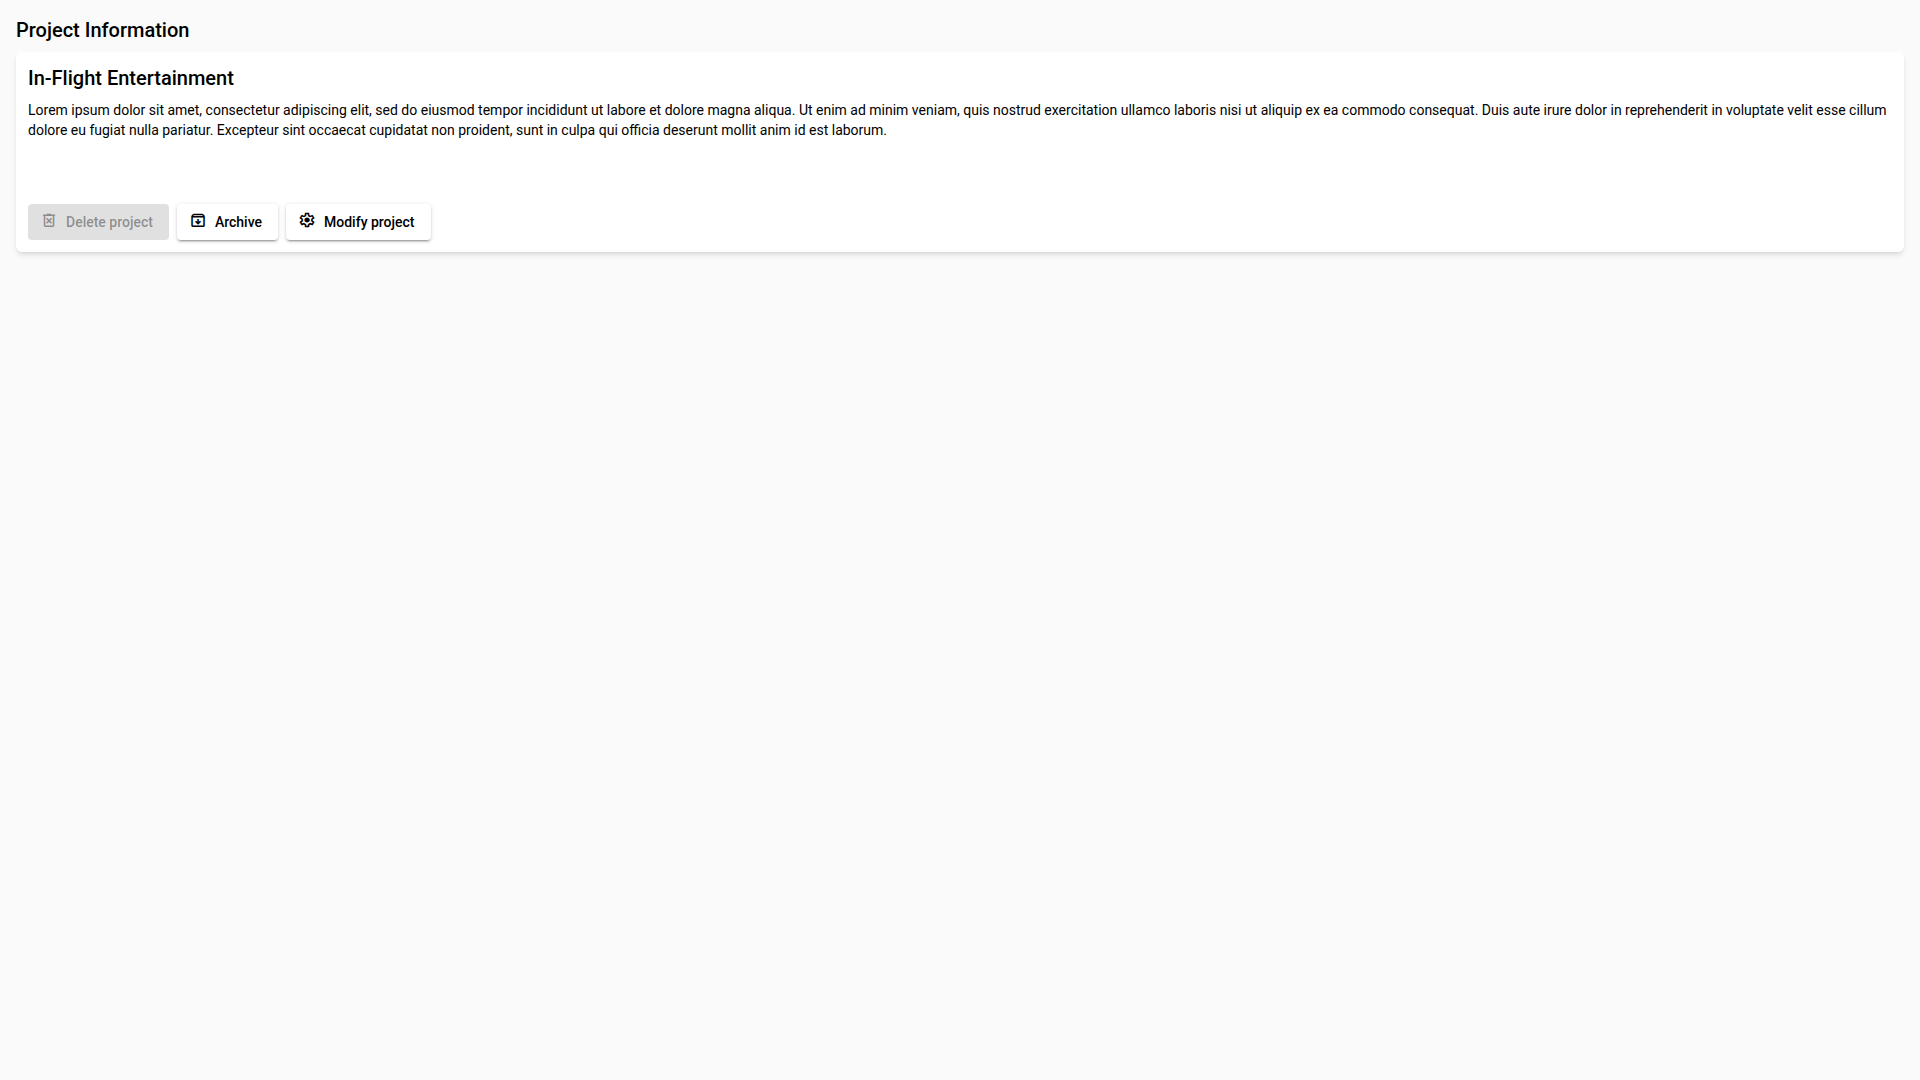 Project Information
In-Flight Entertainment
Lorem ipsum dolor sit amet, consectetur adipiscing elit, sed do eiusmod tempor incididunt ut labore et dolore magna aliqua. Ut enim ad minim veniam, quis nostrud exercitation ullamco laboris nisi ut aliquip ex ea commodo consequat. Duis aute irure dolor in reprehenderit in voluptate velit esse cillum
dolore eu fugiat nulla pariatur. Excepteur sint occaecat cupidatat non proident, sunt in culpa qui officia deserunt mollit anim id est laborum.
Delete project Archive Modify project